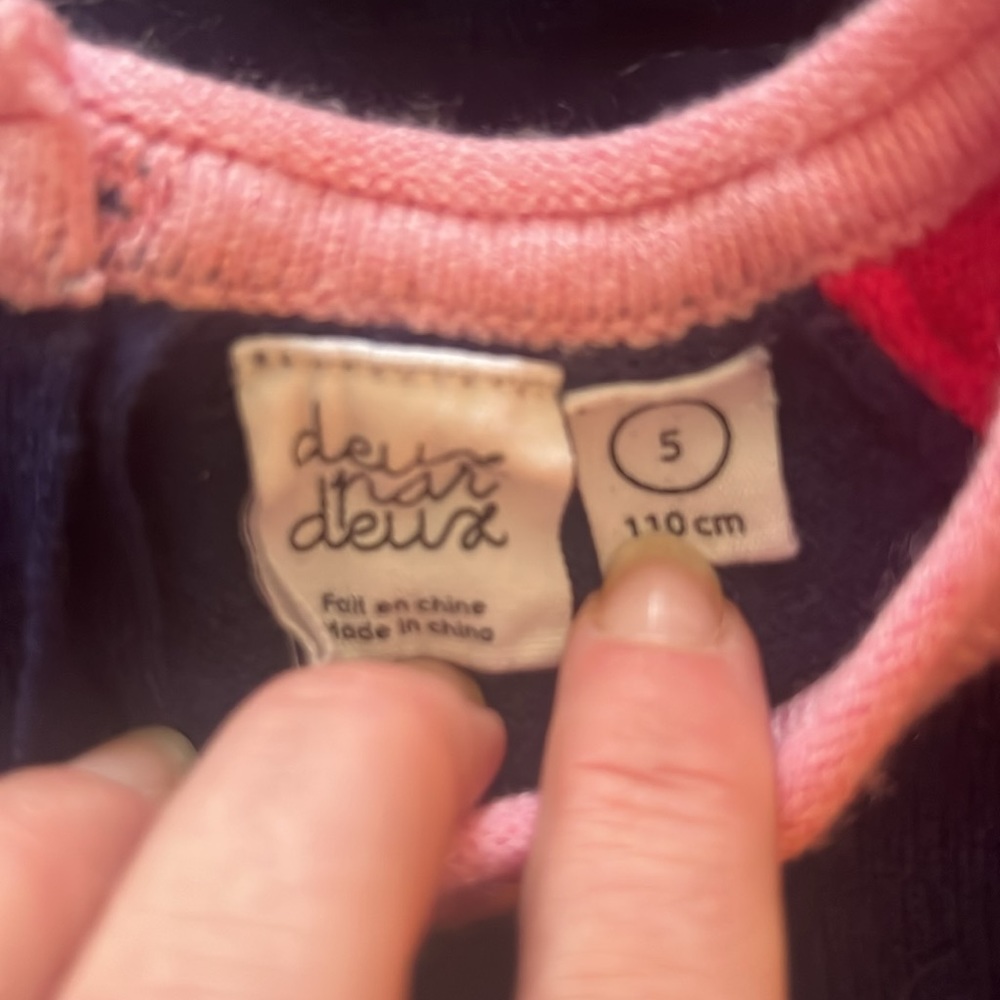 deux
par
deux
Fait en chine
Made in china
5
110 cm